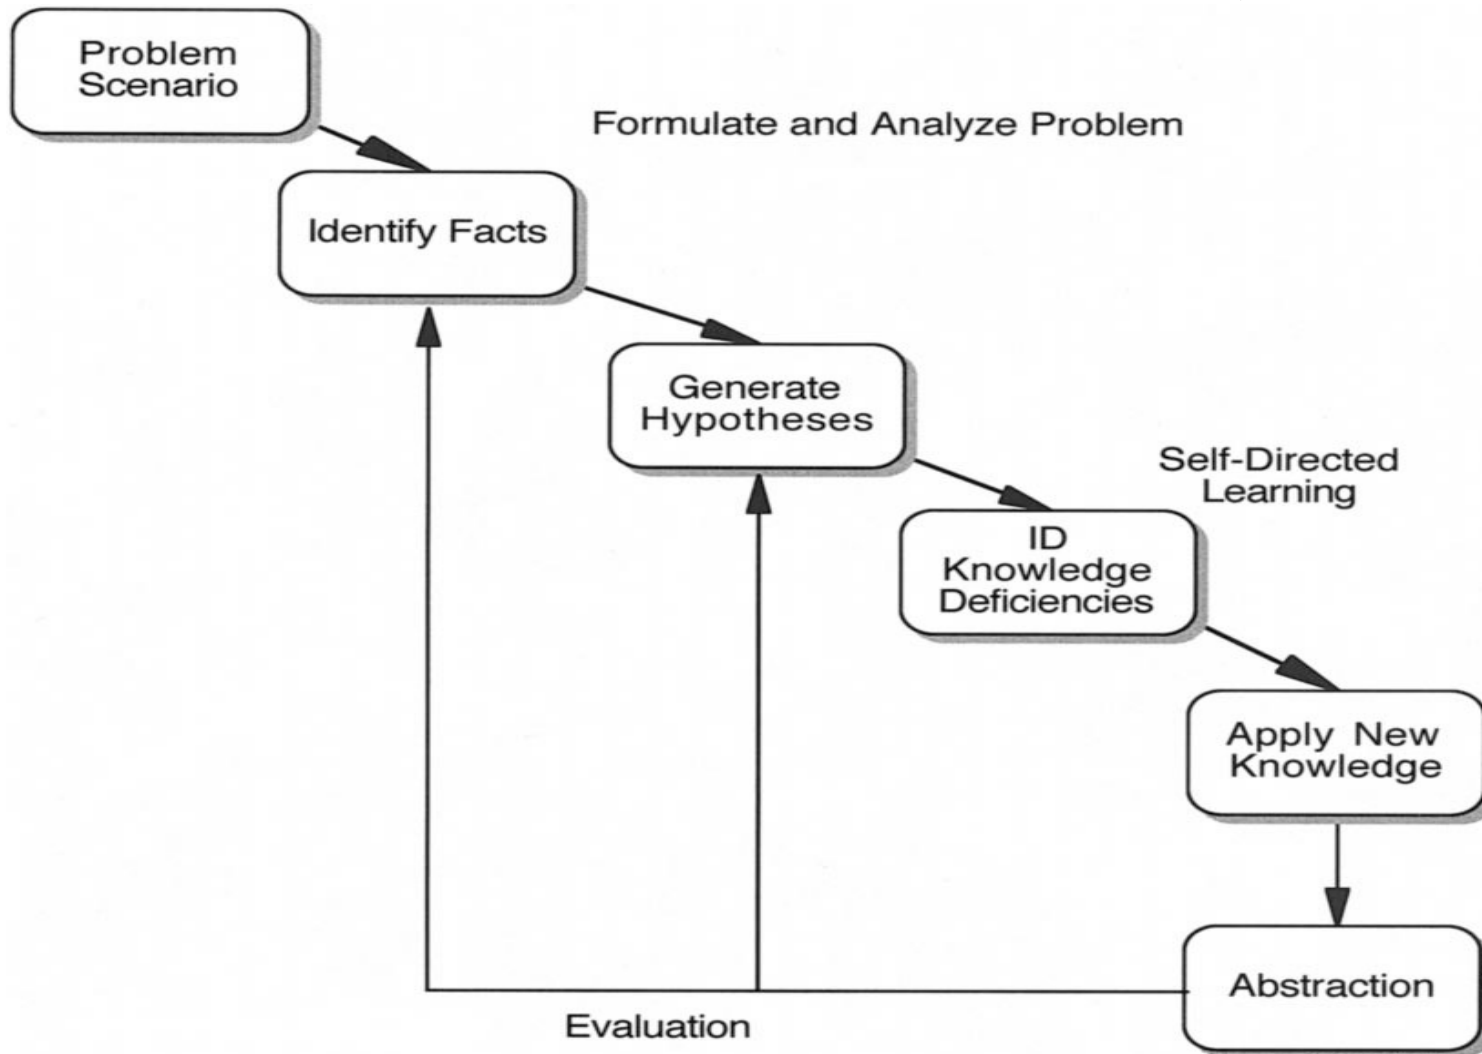 Problem
Scenario
Formulate and Analyze Problem
Identify Facts
Generate
Hypotheses
Self-Directed
Learning
ID
Knowledge
Deficiencies
Apply New
Knowledge
Abstraction
Evaluation